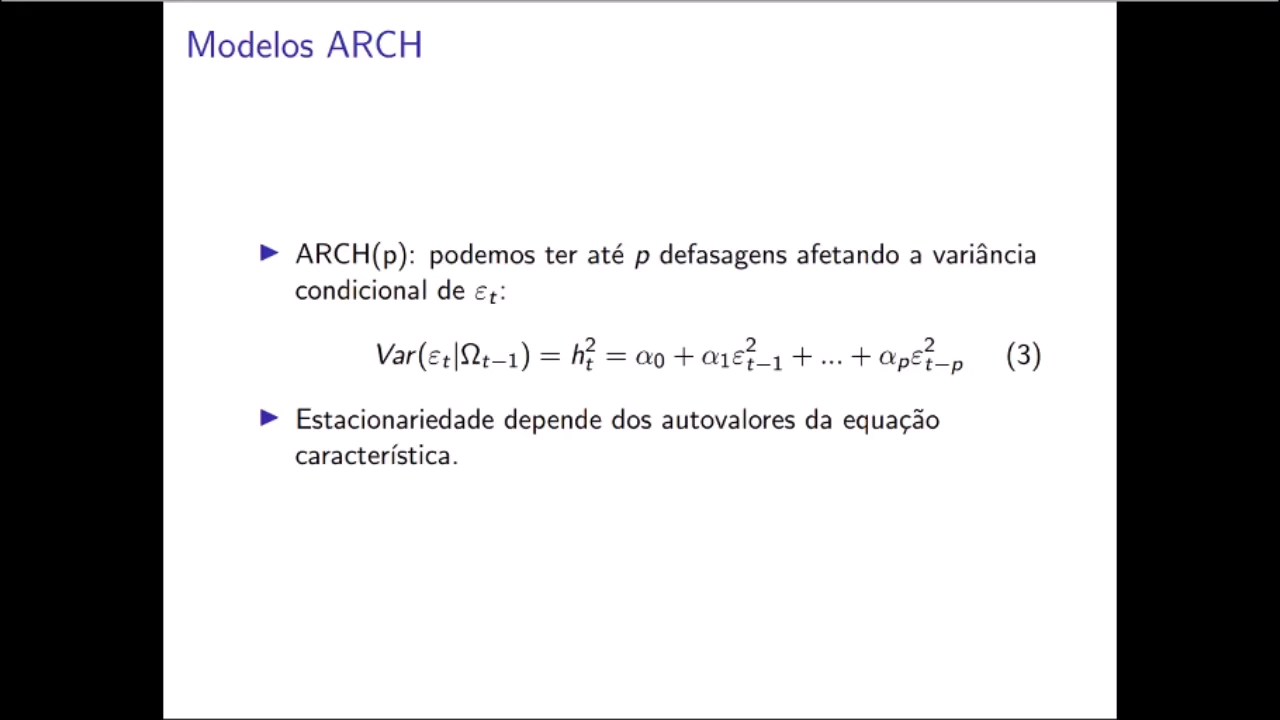 Modelos ARCH
▶ ARCH(p): podemos ter até p defasagens afetando a variância
condicional de εₜ:
Var(εₜ|Ωₜ₋₁) = hₜ² = α₀ + α₁ε²ₜ₋₁ + ... + αₚε²ₜ₋ₚ (3)
▶ Estacionariedade depende dos autovalores da equação
característica.